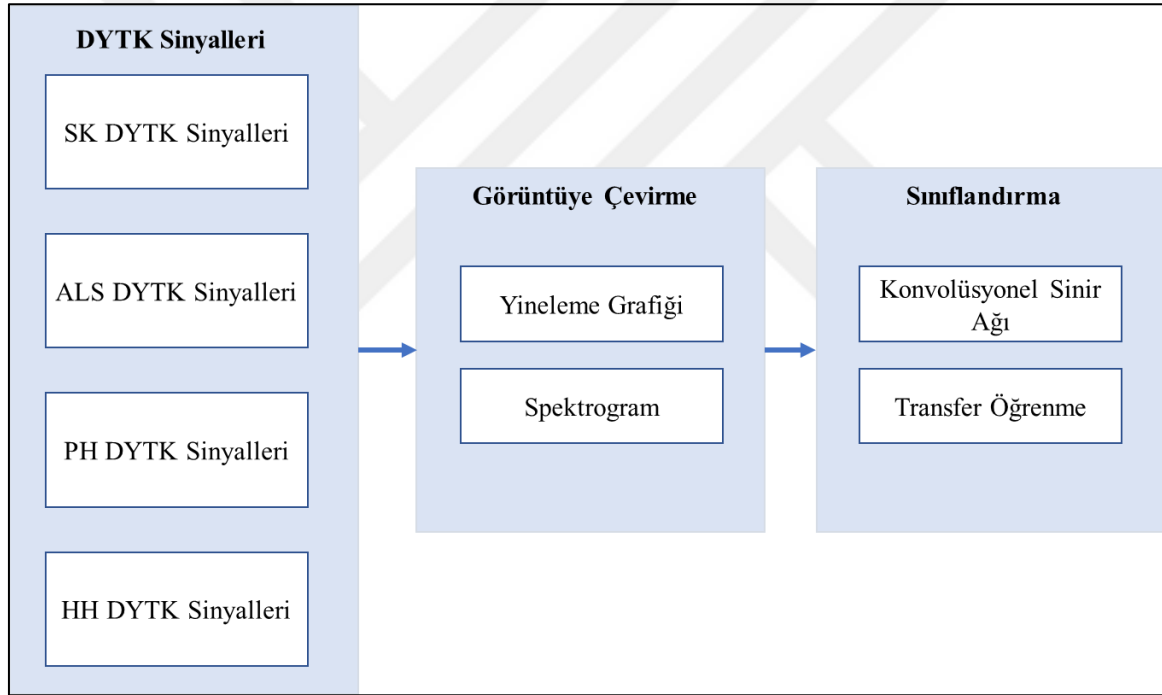 DYTK Sinyalleri
SK DYTK Sinyalleri
ALS DYTK Sinyalleri
PH DYTK Sinyalleri
HH DYTK Sinyalleri
Görüntüye Çevirme
Yineleme Grafiği
Spektrogram
Sınıflandırma
Konvolüsyonel Sinir
Ağı
Transfer Öğrenme